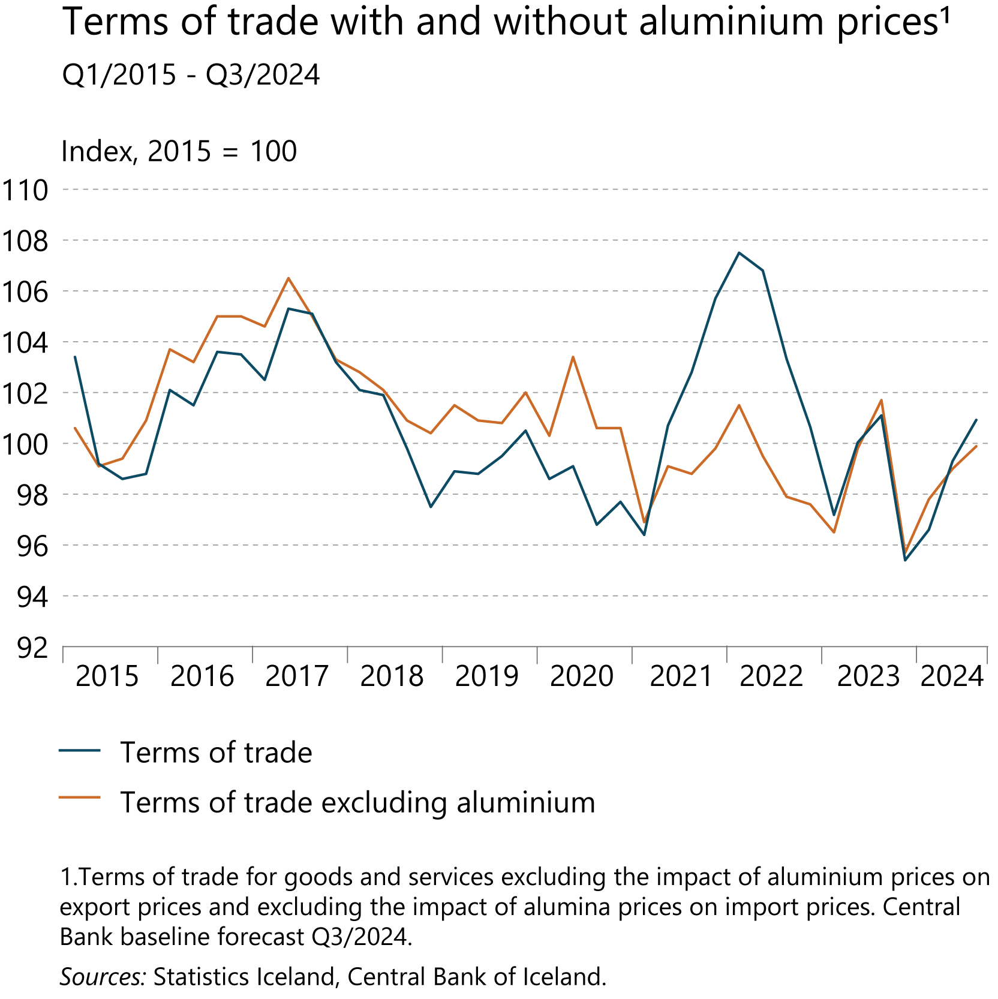 Terms of trade with and without aluminium prices¹
Q1/2015 - Q3/2024
Index, 2015 = 100
110
108
106
104
102
100
98
96
94
92
2015 2016 2017 2018 2019 2020 2021 2022 2023 2024
Terms of trade
Terms of trade excluding aluminium
1.Terms of trade for goods and services excluding the impact of aluminium prices on
export prices and excluding the impact of alumina prices on import prices. Central
Bank baseline forecast Q3/2024.
Sources: Statistics Iceland, Central Bank of Iceland.